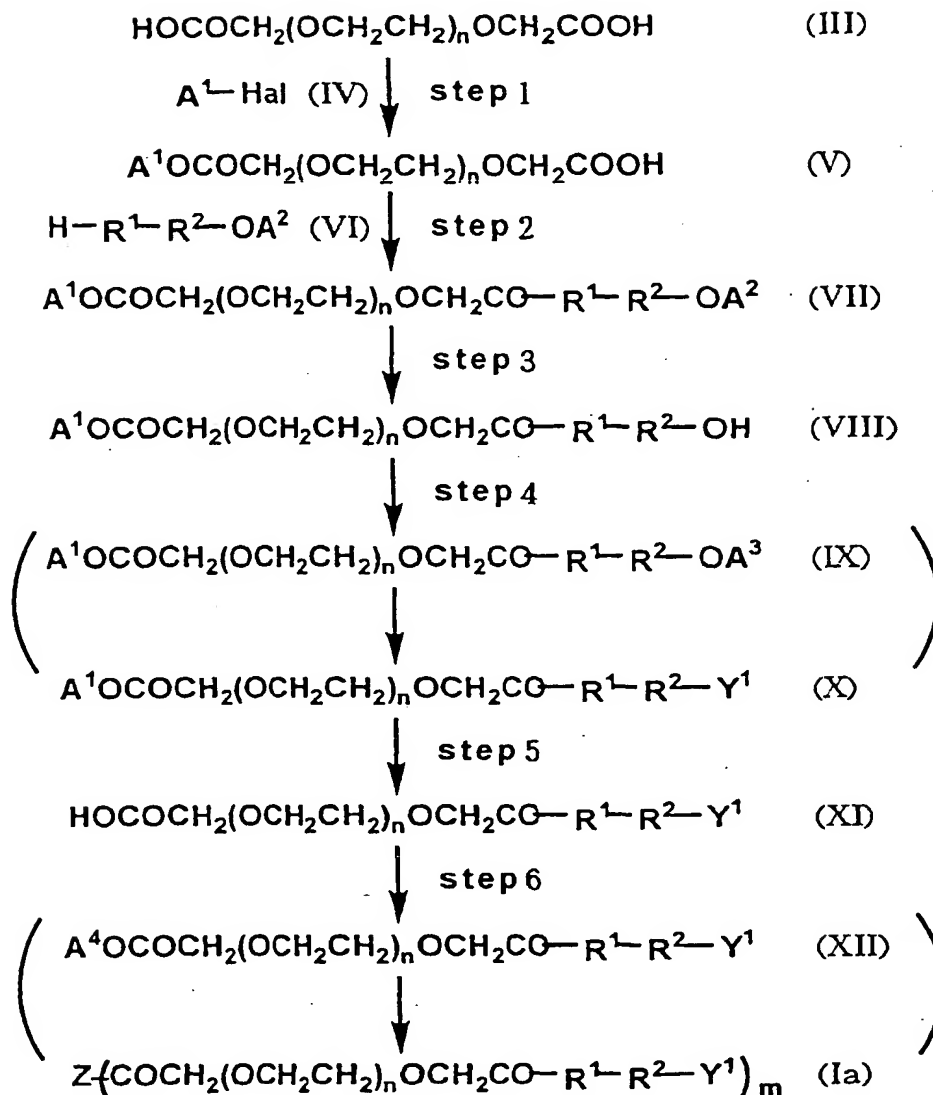 HOCOCH₂(OCH₂CH₂)ₙOCH₂COOH (III)
A¹—Hal (IV) step 1
A¹OCOCH₂(OCH₂CH₂)ₙOCH₂COOH (V)
H—R¹—R²—OA² (VI) step 2
A¹OCOCH₂(OCH₂CH₂)ₙOCH₂CO—R¹—R²—OA² (VII)
step 3
A¹OCOCH₂(OCH₂CH₂)ₙOCH₂CO—R¹—R²—OH (VIII)
step 4
A¹OCOCH₂(OCH₂CH₂)ₙOCH₂CO—R¹—R²—OA³ (IX)
A¹OCOCH₂(OCH₂CH₂)ₙOCH₂CO—R¹—R²—Y¹ (X)
step 5
HOCOCH₂(OCH₂CH₂)ₙOCH₂CO—R¹—R²—Y¹ (XI)
step 6
A⁴OCOCH₂(OCH₂CH₂)ₙOCH₂CO—R¹—R²—Y¹ (XII)
Z-(COCH₂(OCH₂CH₂)ₙOCH₂CO—R¹—R²—Y¹)ₘ (Ia)